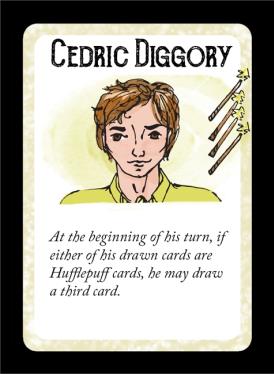 CEDRIC DIGGORY
At the beginning of his turn, if
either of his drawn cards are
Hufflepuff cards, he may draw
a third card.